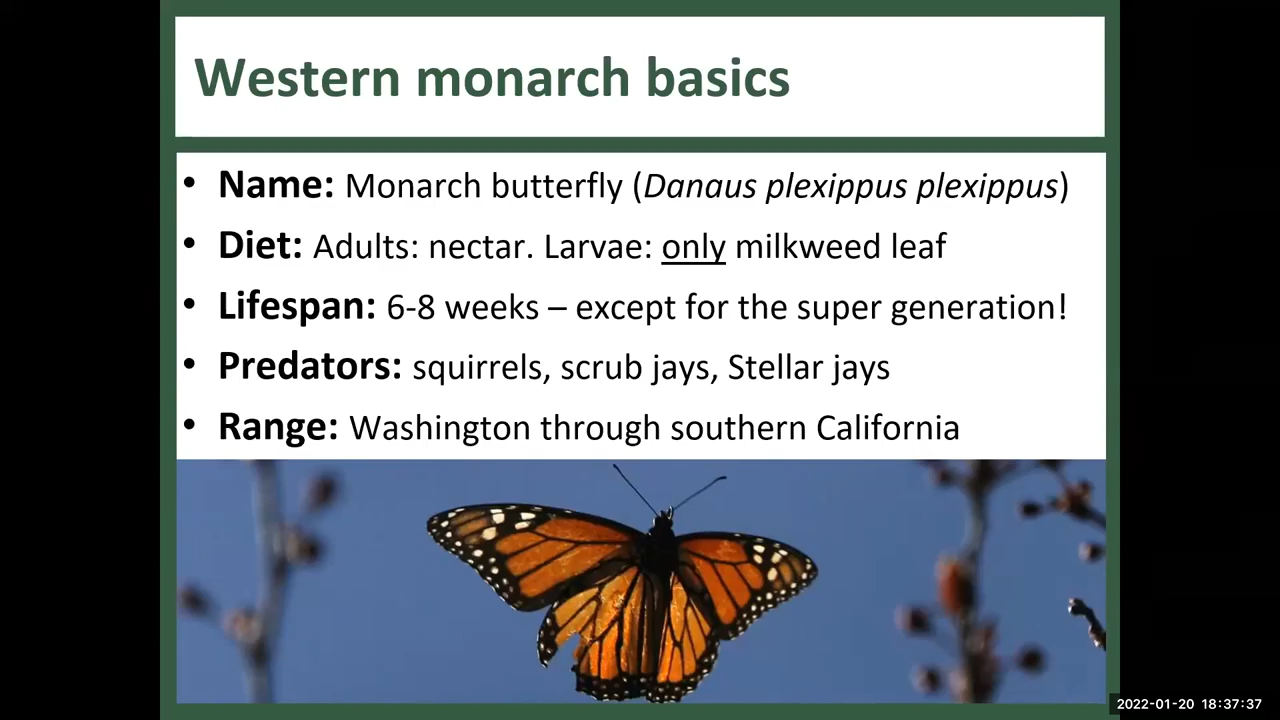 Western monarch basics
• Name: Monarch butterfly (Danaus plexippus plexippus)
• Diet: Adults: nectar. Larvae: only milkweed leaf
• Lifespan: 6-8 weeks – except for the super generation!
• Predators: squirrels, scrub jays, Stellar jays
• Range: Washington through southern California
2022-01-20 18:37:37